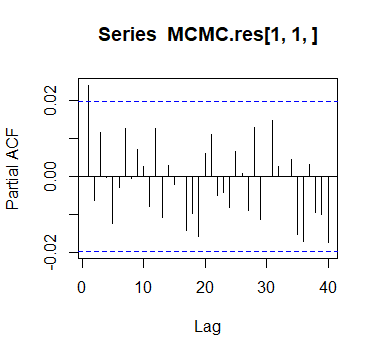 Series  MCMC.res[1, 1, ]
Partial ACF
0.02
0.00
-0.02
0 10 20 30 40
Lag